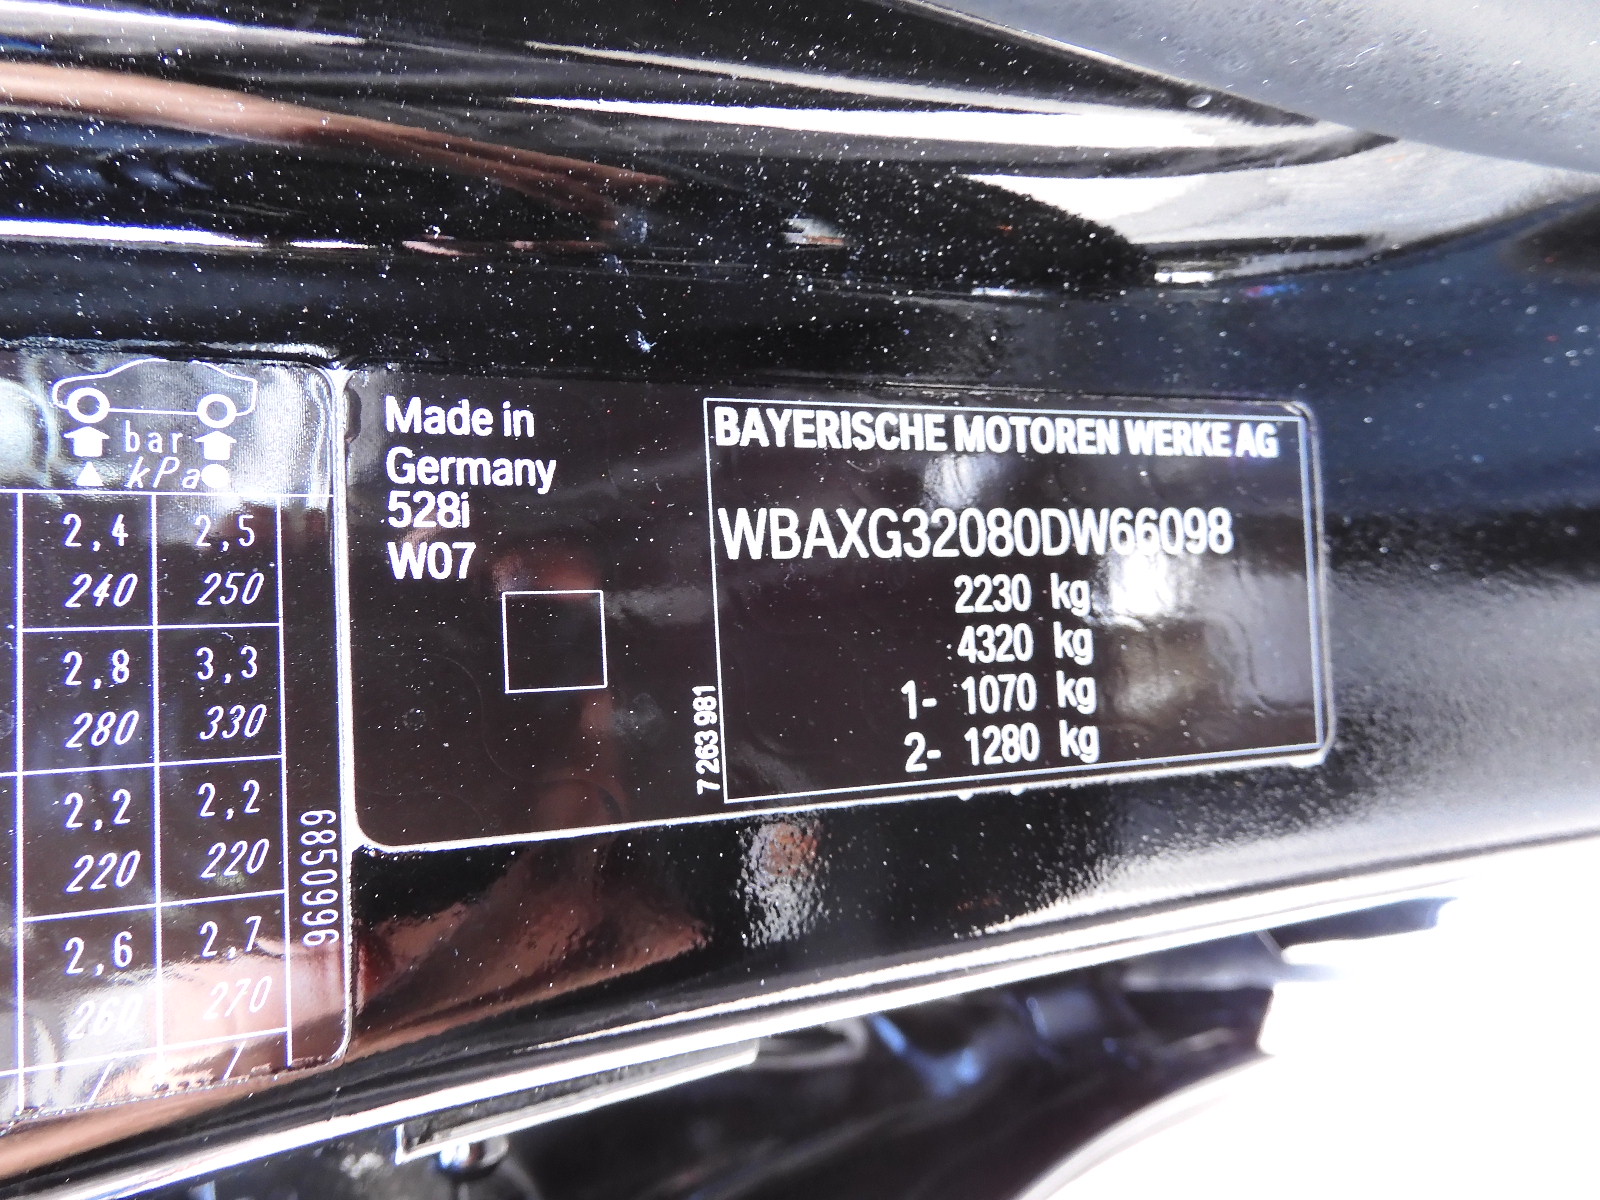 bar
kPa
2,4 2,5
240 250
2,8 3,3
280 330
2,2 2,2
220 220
2,6 2,7
260 270
6850996
Made in
Germany
528i
W07
7 263 981
BAYERISCHE MOTOREN WERKE AG
WBAXG32080DW66098
2230 kg
4320 kg
1- 1070 kg
2- 1280 kg